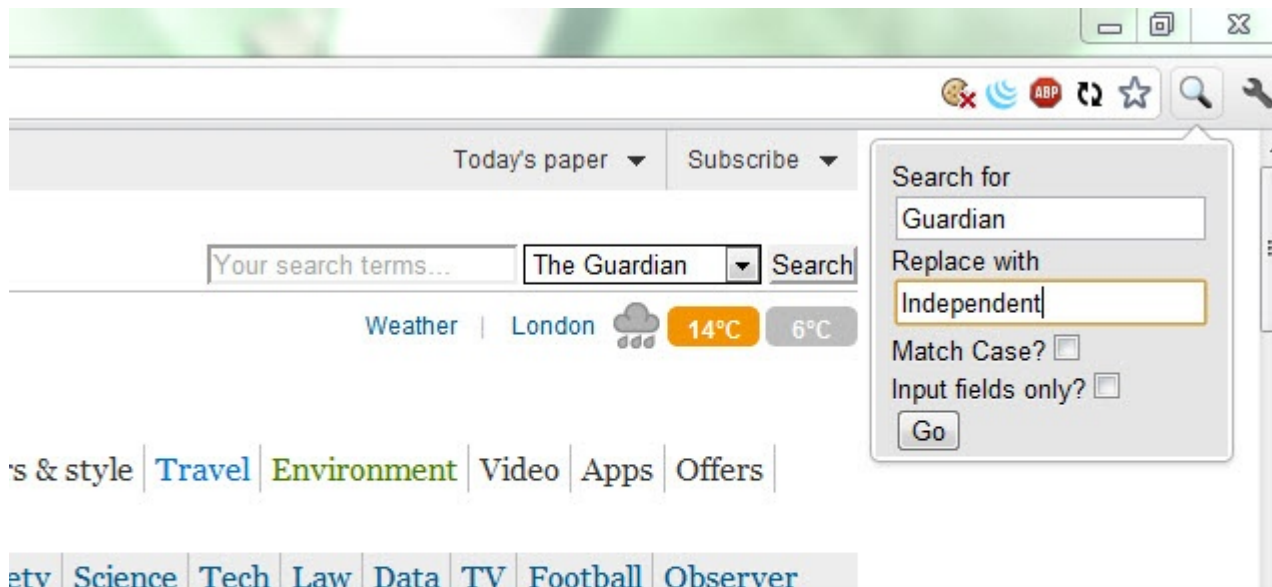 ABP
Today's paper
Subscribe
Search for
Guardian
Replace with
Independent
Match Case?
Input fields only?
Go
Your search terms...
The Guardian
Search
Weather | London 14°C 6°C
& style Travel Environment Video Apps Offers
Science Tech Law Data TV Football Observer